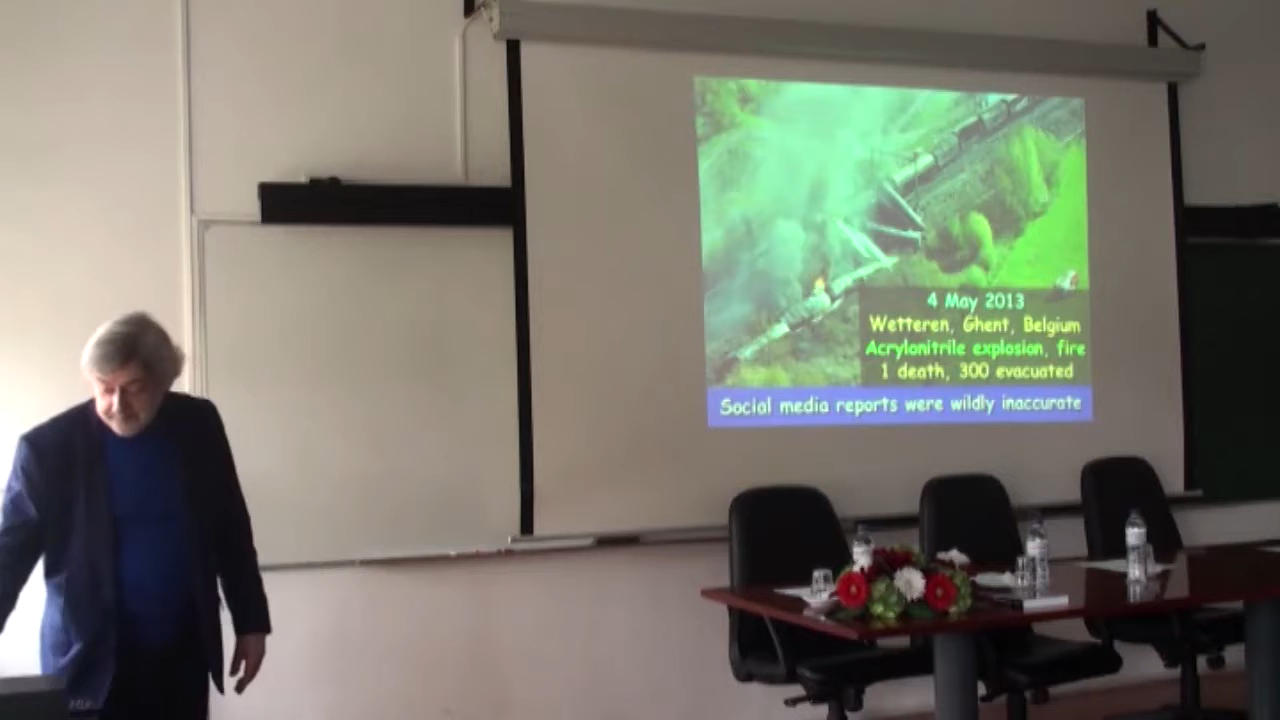 4 May 2013
Wetteren, Ghent, Belgium
Acrylonitrile explosion, fire
1 death, 300 evacuated
Social media reports were wildly inaccurate